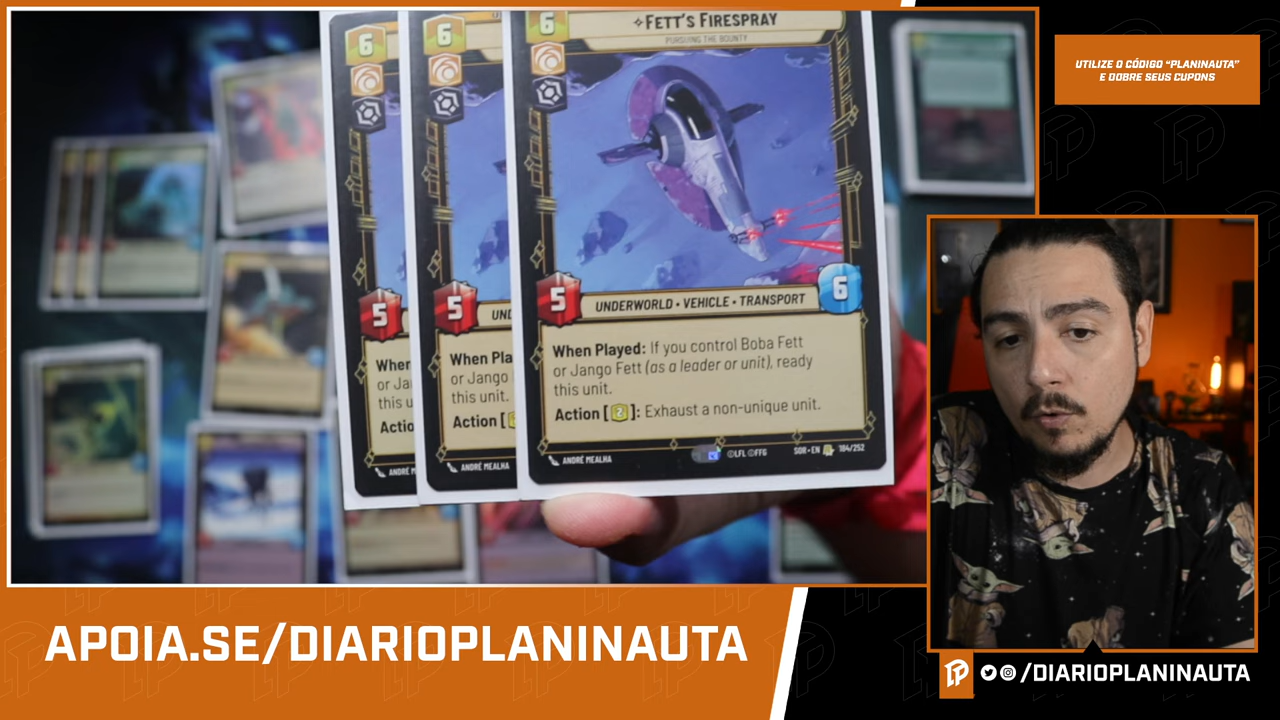 UTILIZE O CÓDIGO "PLANINAUTA"
E DOBRE SEUS CUPONS
6
6
6
FETT'S FIRESPRAY
PURSUING THE BOUNTY
5
5
5
6
UND
UNDERWORLD • VEHICLE • TRANSPORT
When
or Ja
this u
Actio
When Pla
or Jango
this unit.
Action [
When Played: If you control Boba Fett
or Jango Fett (as a leader or unit), ready
this unit.
Action [2]: Exhaust a non-unique unit.
ANDRÉ MEALHA
ANDRÉ MEALHA
ANDRÉ MEALHA
©LFL ©FFG
SOR • EN 184/252
APOIA.SE/DIARIOPLANINAUTA
/DIARIOPLANINAUTA